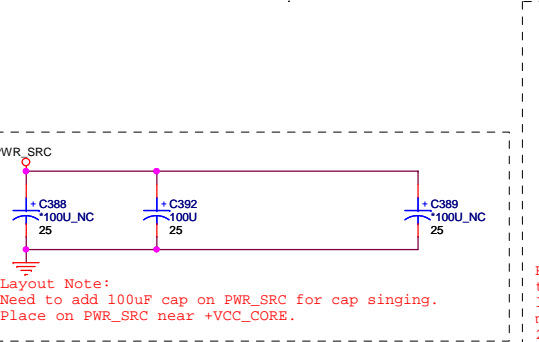 PWR_SRC
+ C388
*100U_NC
25
+ C392
100U
25
+ C389
*100U_NC
25
Layout Note:
Need to add 100uF cap on PWR_SRC for cap singing.
Place on PWR_SRC near +VCC_CORE.